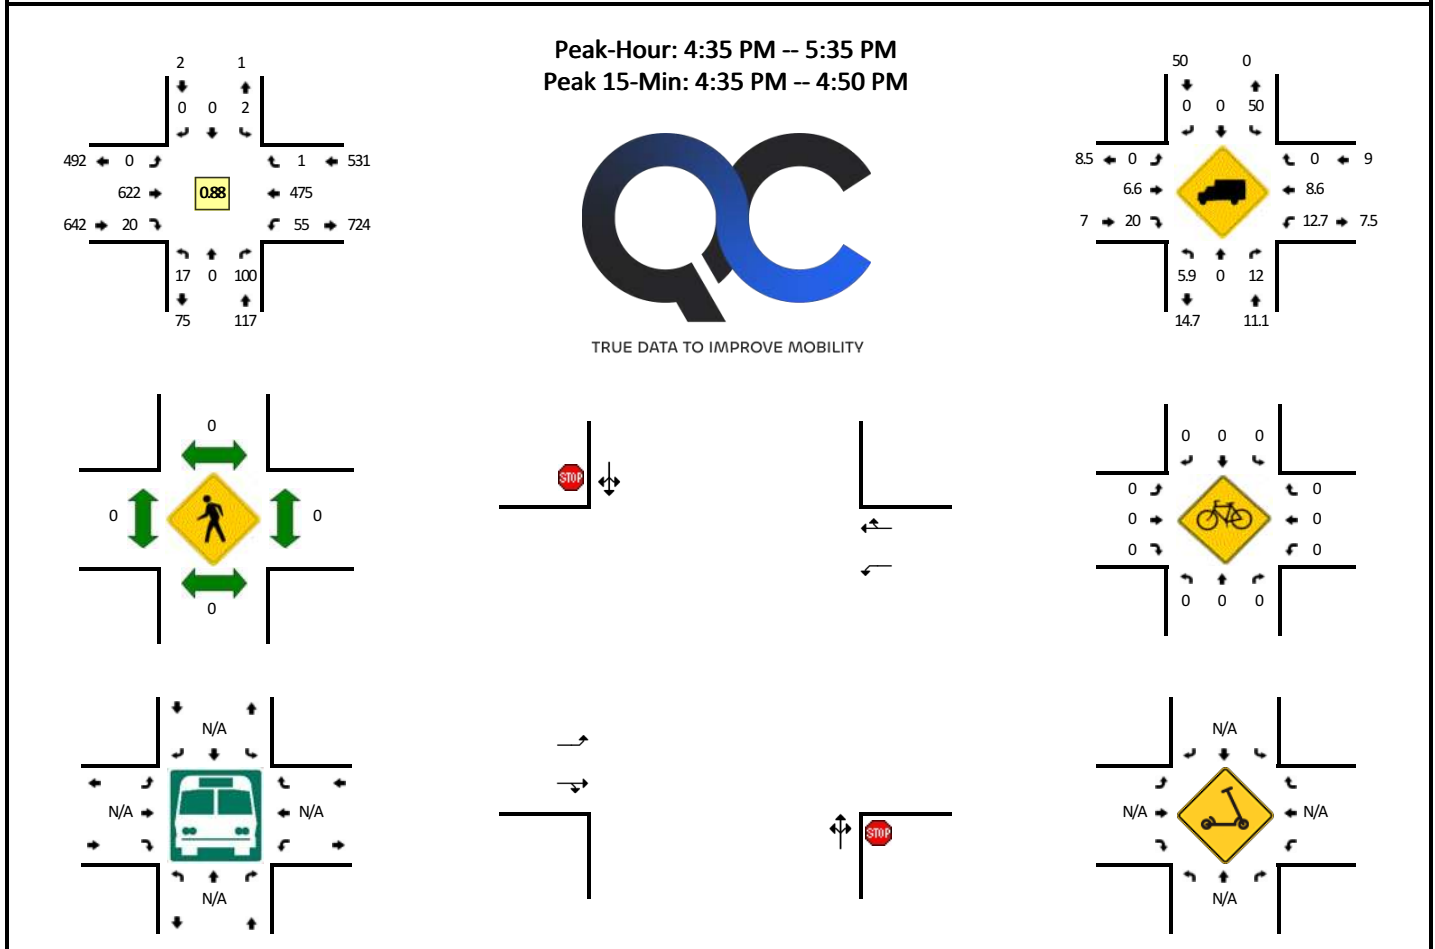 Peak-Hour: 4:35 PM -- 5:35 PM
Peak 15-Min: 4:35 PM -- 4:50 PM
2 1
0 0 2
492 0 1 531
622 0.88 475
642 20 55 724
17 0 100
75 117
QC
TRUE DATA TO IMPROVE MOBILITY
50 0
0 0 50
8.5 0 0 9
6.6 8.6
7 20 12.7 7.5
5.9 0 12
14.7 11.1
0
0 0
0
STOP
STOP
0 0 0
0 0
0 0
0 0
0 0 0
N/A
N/A N/A
N/A
N/A
N/A N/A
N/A